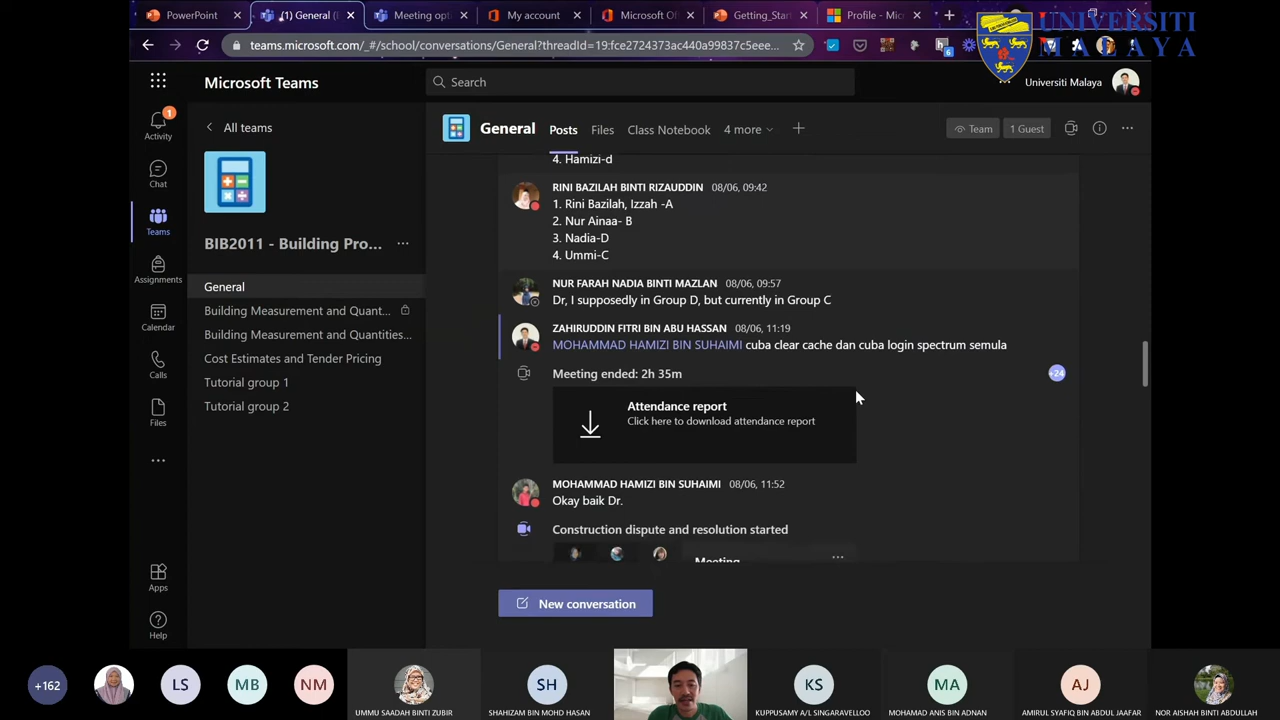 PowerPoint
(1) General (
Meeting opt
My account
Microsoft Of
Getting_Star
Profile - Mic
UNIVERSITI
MALAYA
teams.microsoft.com/_#/school/conversations/General?threadId=19:fce2724373ac440a99837c5eee...
6
Microsoft Teams
Search
Universiti Malaya
1
Activity
Chat
Teams
Assignments
Calendar
Calls
Files
Apps
Help
All teams
BIB2011 - Building Pro...
General
Building Measurement and Quant...
Building Measurement and Quantities...
Cost Estimates and Tender Pricing
Tutorial group 1
Tutorial group 2
General
Posts
Files
Class Notebook
4 more
Team
1 Guest
4. Hamizi-d
RINI BAZILAH BINTI RIZAUDDIN 08/06, 09:42
1. Rini Bazilah, Izzah -A
2. Nur Ainaa- B
3. Nadia-D
4. Ummi-C
NUR FARAH NADIA BINTI MAZLAN 08/06, 09:57
Dr, I supposedly in Group D, but currently in Group C
ZAHIRUDDIN FITRI BIN ABU HASSAN 08/06, 11:19
MOHAMMAD HAMIZI BIN SUHAIMI cuba clear cache dan cuba login spectrum semula
Meeting ended: 2h 35m
+24
Attendance report
Click here to download attendance report
MOHAMMAD HAMIZI BIN SUHAIMI 08/06, 11:52
Okay baik Dr.
Construction dispute and resolution started
Meeting
New conversation
+162
LS
MB
NM
UMMU SAADAH BINTI ZUBIR
SH
SHAHIZAM BIN MOHD HASAN
KS
KUPPUSAMY A/L SINGARAVELLOO
MA
MOHAMAD ANIS BIN ADNAN
AJ
AMIRUL SYAFIQ BIN ABDUL JAAFAR
NOR AISHAH BINTI ABDULLAH